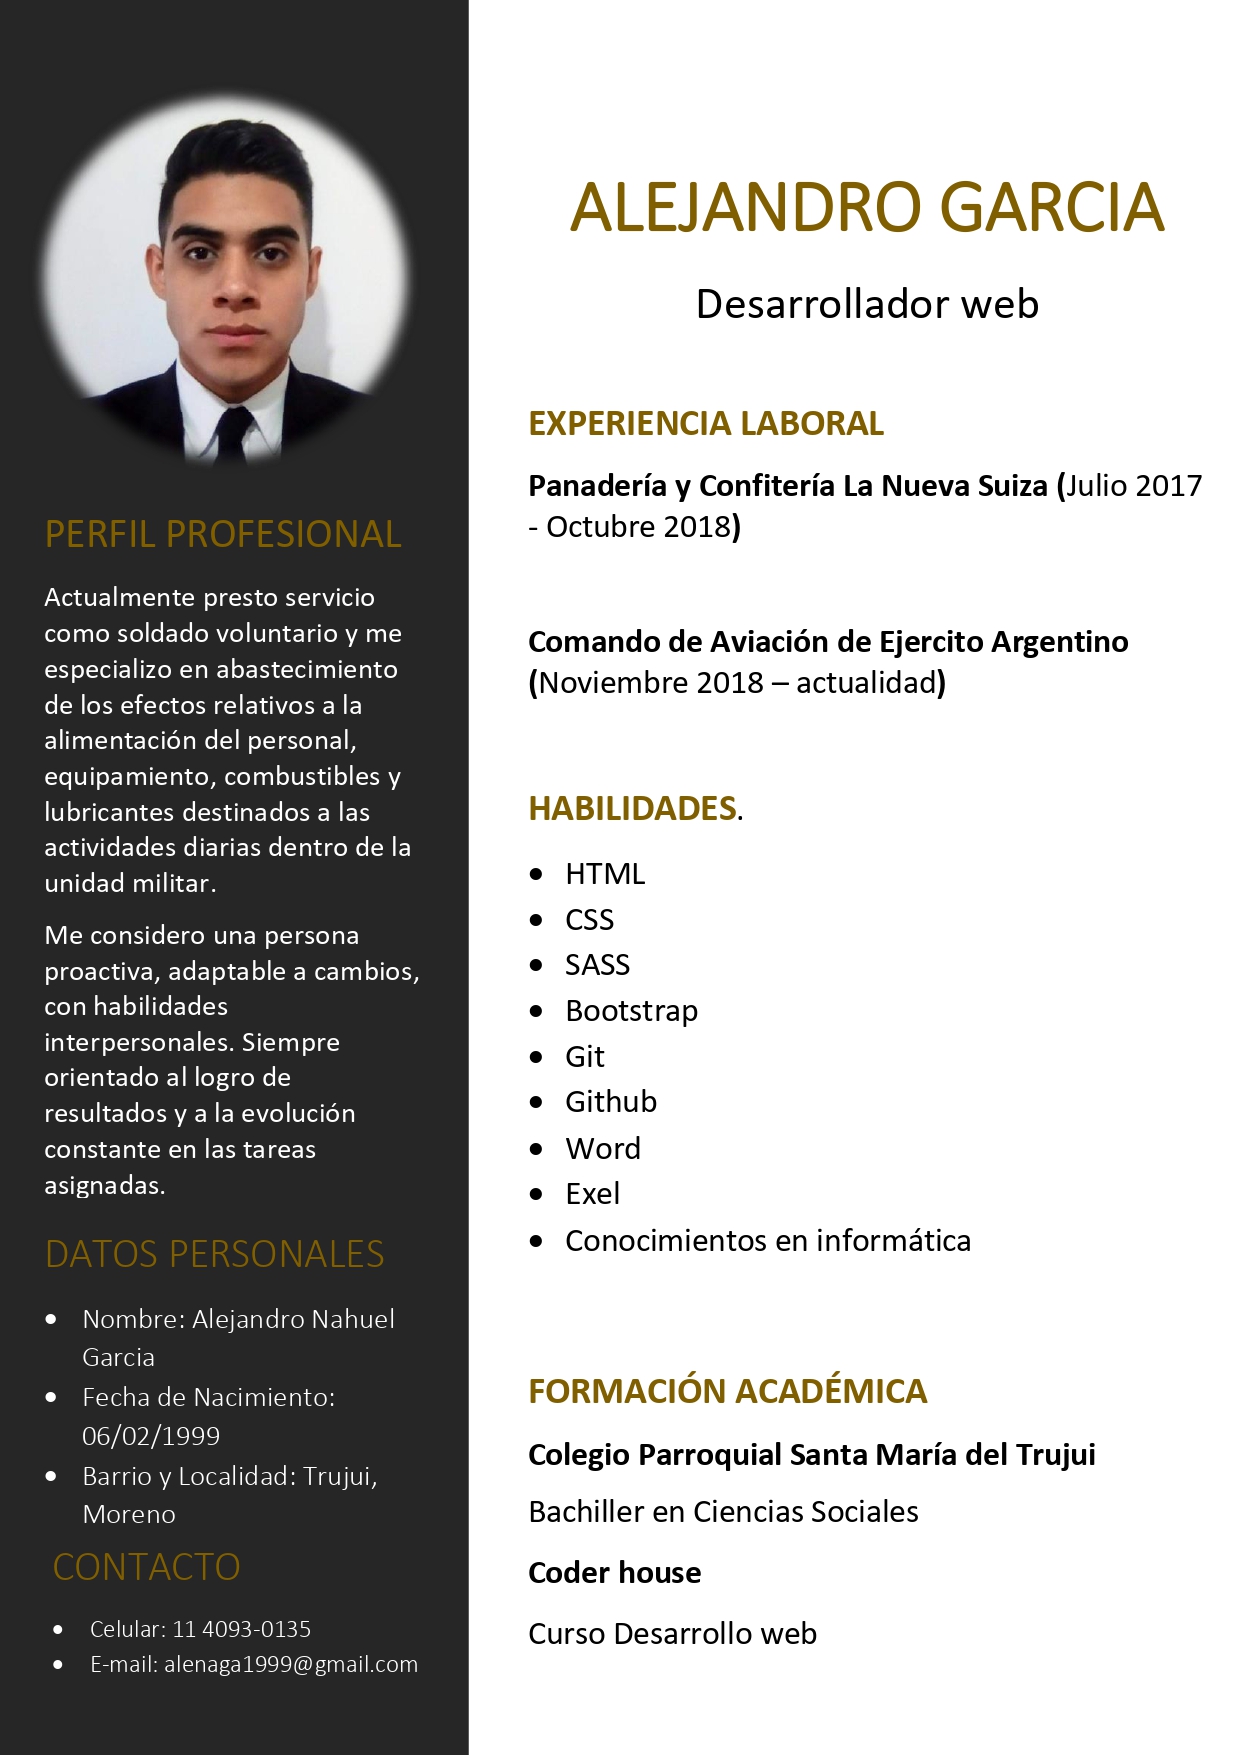 ALEJANDRO GARCIA
Desarrollador web
PERFIL PROFESIONAL
Actualmente presto servicio
como soldado voluntario y me
especializo en abastecimiento
de los efectos relativos a la
alimentación del personal,
equipamiento, combustibles y
lubricantes destinados a las
actividades diarias dentro de la
unidad militar.
Me considero una persona
proactiva, adaptable a cambios,
con habilidades
interpersonales. Siempre
orientado al logro de
resultados y a la evolución
constante en las tareas
asignadas.
DATOS PERSONALES
• Nombre: Alejandro Nahuel
Garcia
• Fecha de Nacimiento:
06/02/1999
• Barrio y Localidad: Trujui,
Moreno
CONTACTO
• Celular: 11 4093-0135
• E-mail: alenaga1999@gmail.com
EXPERIENCIA LABORAL
Panadería y Confitería La Nueva Suiza (Julio 2017
- Octubre 2018)
Comando de Aviación de Ejercito Argentino
(Noviembre 2018 – actualidad)
HABILIDADES.
• HTML
• CSS
• SASS
• Bootstrap
• Git
• Github
• Word
• Exel
• Conocimientos en informática
FORMACIÓN ACADÉMICA
Colegio Parroquial Santa María del Trujui
Bachiller en Ciencias Sociales
Coder house
Curso Desarrollo web